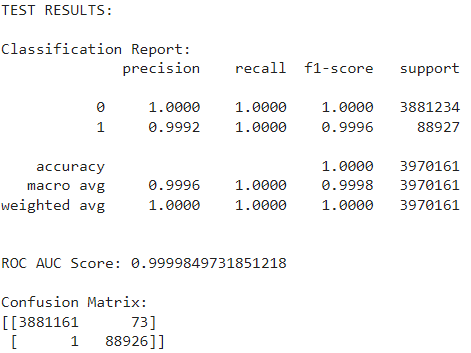 TEST RESULTS:
Classification Report:
precision recall f1-score support
0 1.0000 1.0000 1.0000 3881234
1 0.9992 1.0000 0.9996 88927
accuracy 1.0000 3970161
macro avg 0.9996 1.0000 0.9998 3970161
weighted avg 1.0000 1.0000 1.0000 3970161
ROC AUC Score: 0.9999849731851218
Confusion Matrix:
[[3881161 73]
[ 1 88926]]